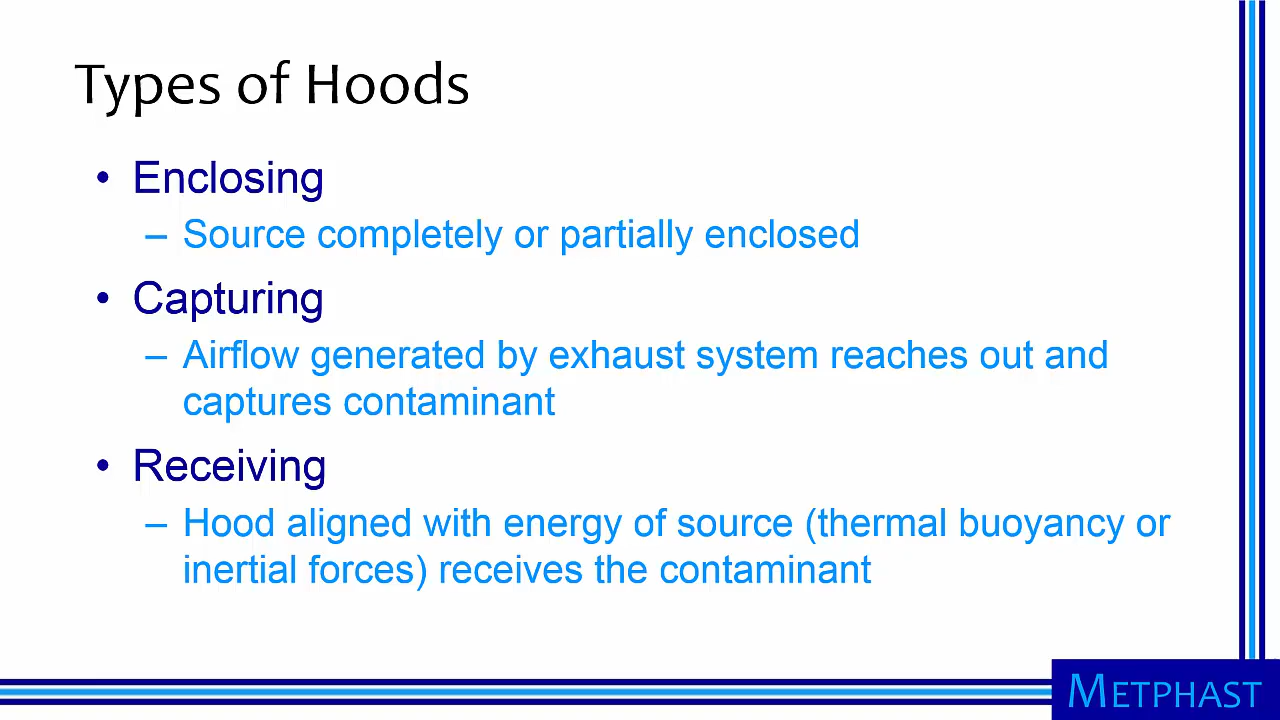 Types of Hoods
• Enclosing
– Source completely or partially enclosed
• Capturing
– Airflow generated by exhaust system reaches out and
captures contaminant
• Receiving
– Hood aligned with energy of source (thermal buoyancy or
inertial forces) receives the contaminant
METPHAST